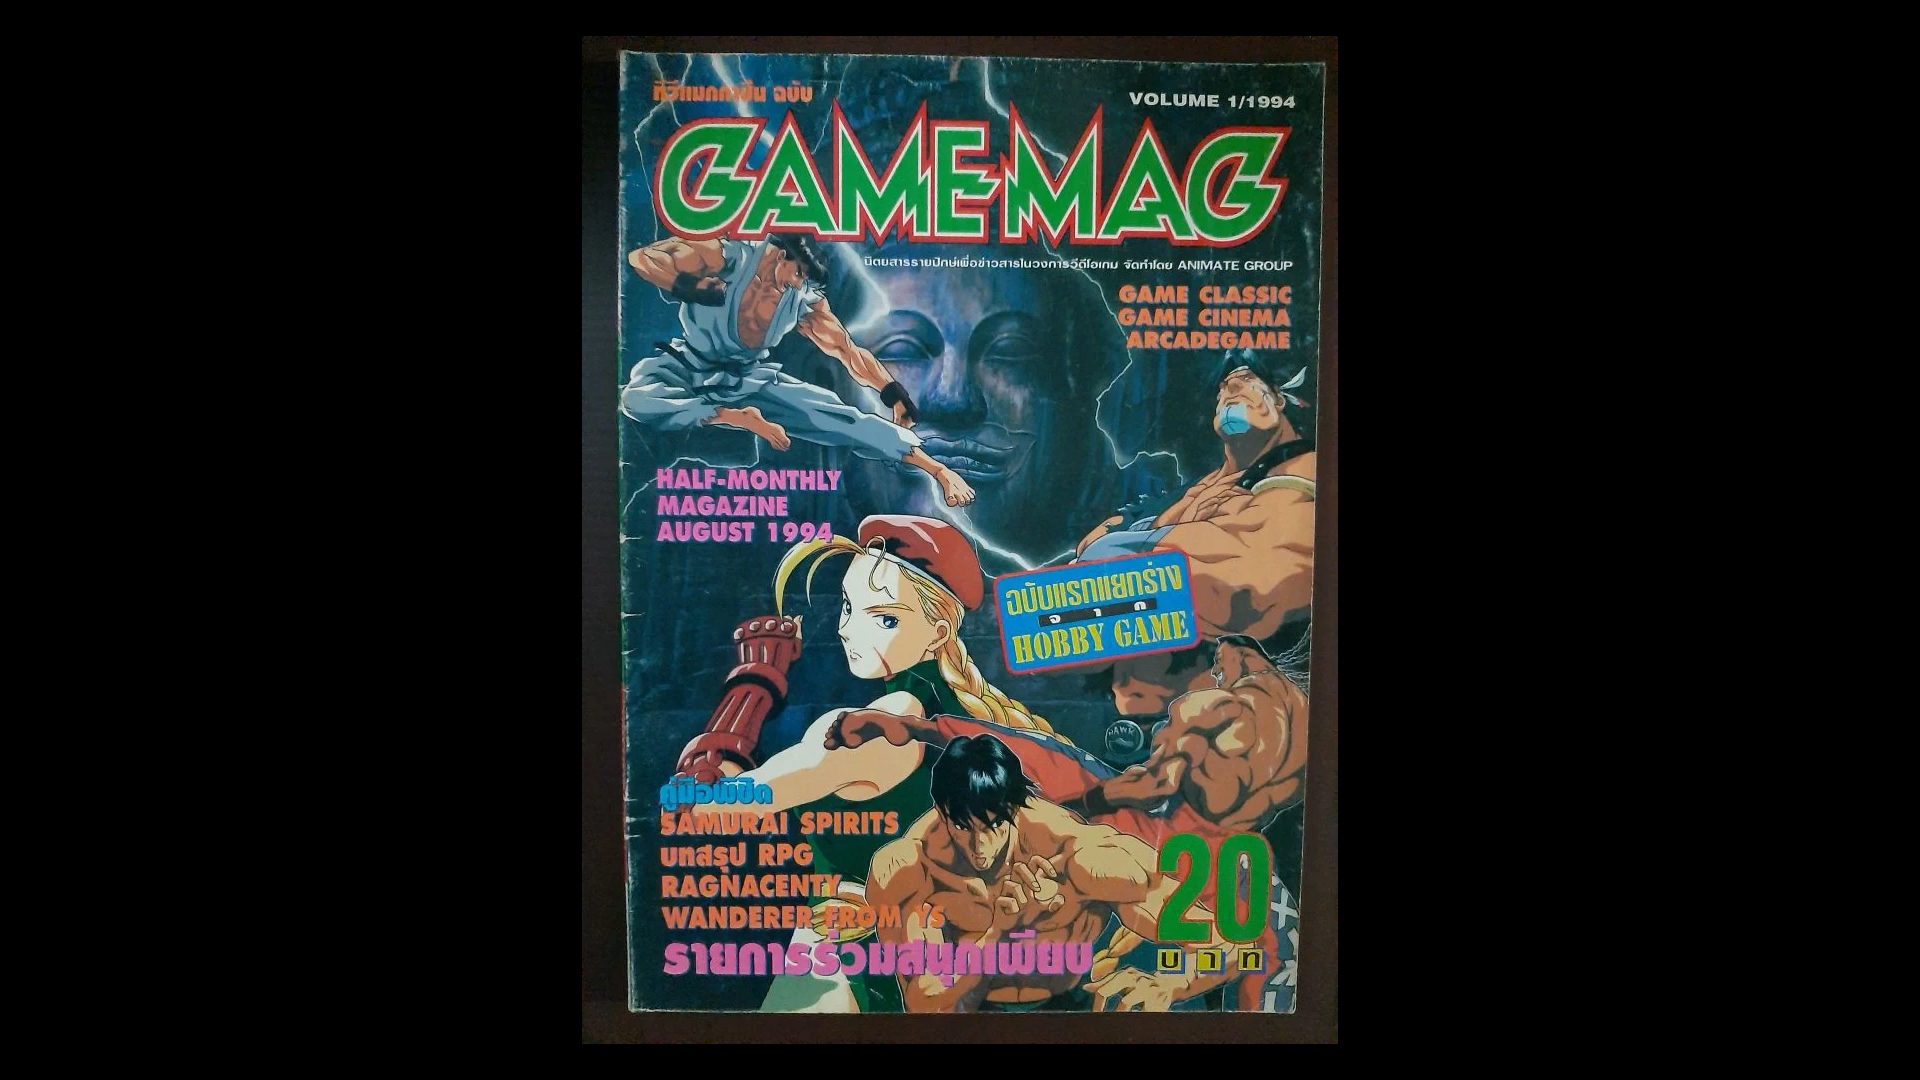 ทีวีแมกกาซีน ฉบับ
VOLUME 1/1994
GAMEMAG
นิตยสารรายปักษ์เพื่อข่าวสารในวงการวีดีโอเกม จัดทำโดย ANIMATE GROUP
GAME CLASSIC
GAME CINEMA
ARCADEGAME
HALF-MONTHLY
MAGAZINE
AUGUST 1994
ฉบับแรกแยกร่าง
จาก
HOBBY GAME
HAWK
คู่มือพิชิต
SAMURAI SPIRITS
บทสรุป RPG
RAGNACENTY
WANDERER FROM YS
รายการร่วมสนุกเพียบ
20
บาท